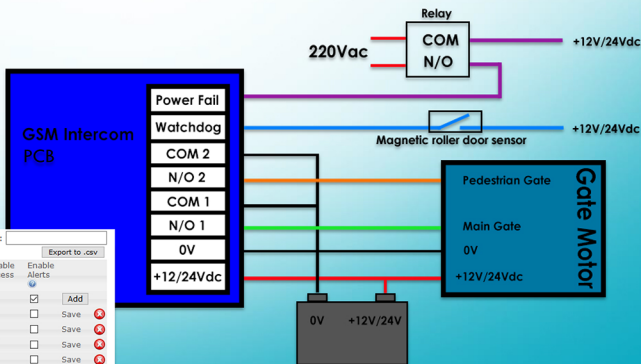 Relay
COM
N/O
220Vac
+12V/24Vdc
GSM Intercom
PCB
Power Fail
Watchdog
COM 2
N/O 2
COM 1
N/O 1
0V
+12/24Vdc
+12V/24Vdc
Magnetic roller door sensor
Pedestrian Gate
Main Gate
0V
+12V/24Vdc
Gate Motor
0V
+12V/24V
Export to .csv
Enable
Alerts
Add
Save
Save
Save
Save